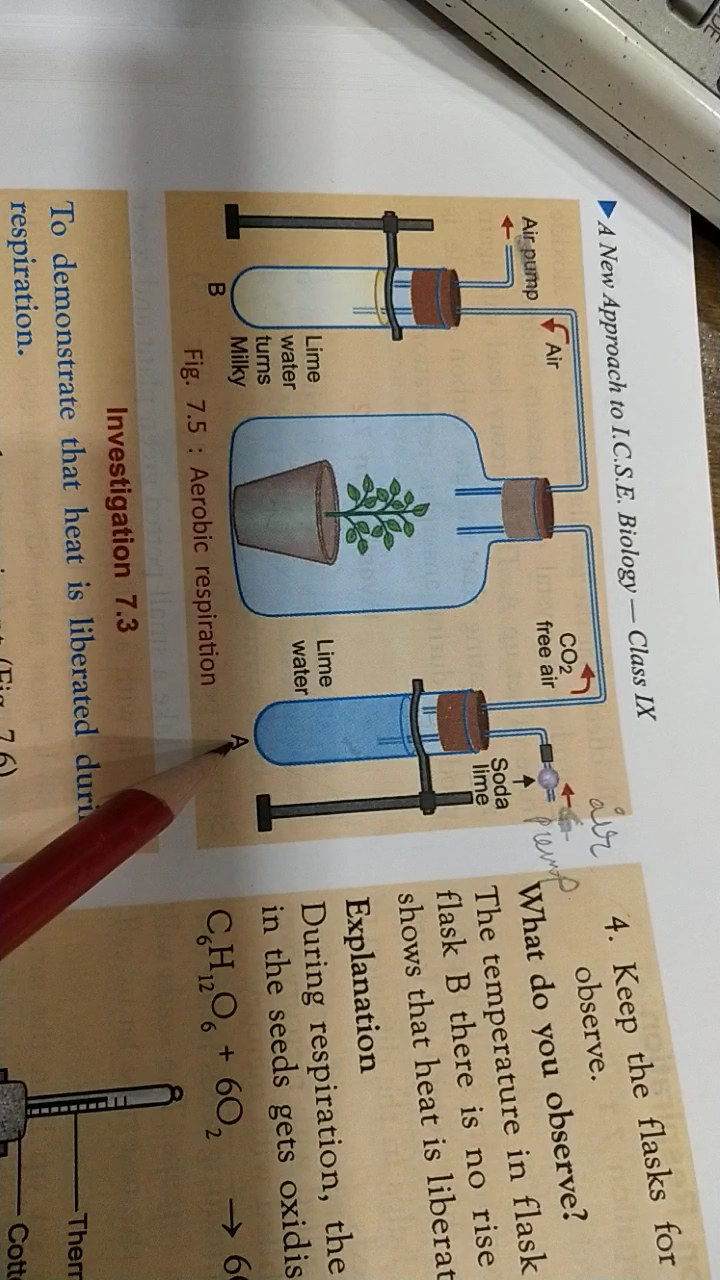 A New Approach to I.C.S.E. Biology — Class IX
air
pump
Air pump
Air
CO2
free air
Soda
lime
Lime
water
turns
Milky
Lime
water
B
A
Fig. 7.5 : Aerobic respiration
Investigation 7.3
To demonstrate that heat is liberated duri
respiration.
4. Keep the flasks for
observe.
What do you observe?
The temperature in flask
flask B there is no rise
shows that heat is liberat
Explanation
During respiration, the
in the seeds gets oxidis
C6H12O6 + 6O2 → 6
Ther
Cott